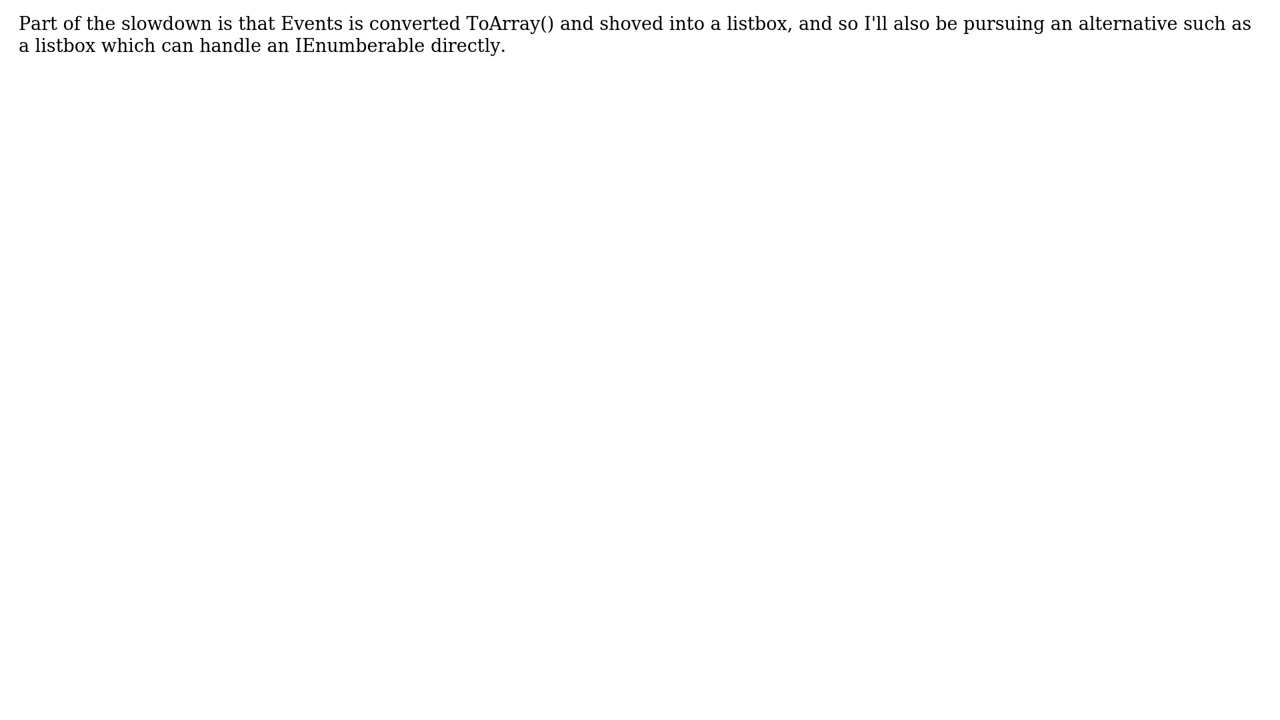 Part of the slowdown is that Events is converted ToArray() and shoved into a listbox, and so I'll also be pursuing an alternative such as
a listbox which can handle an IEnumberable directly.